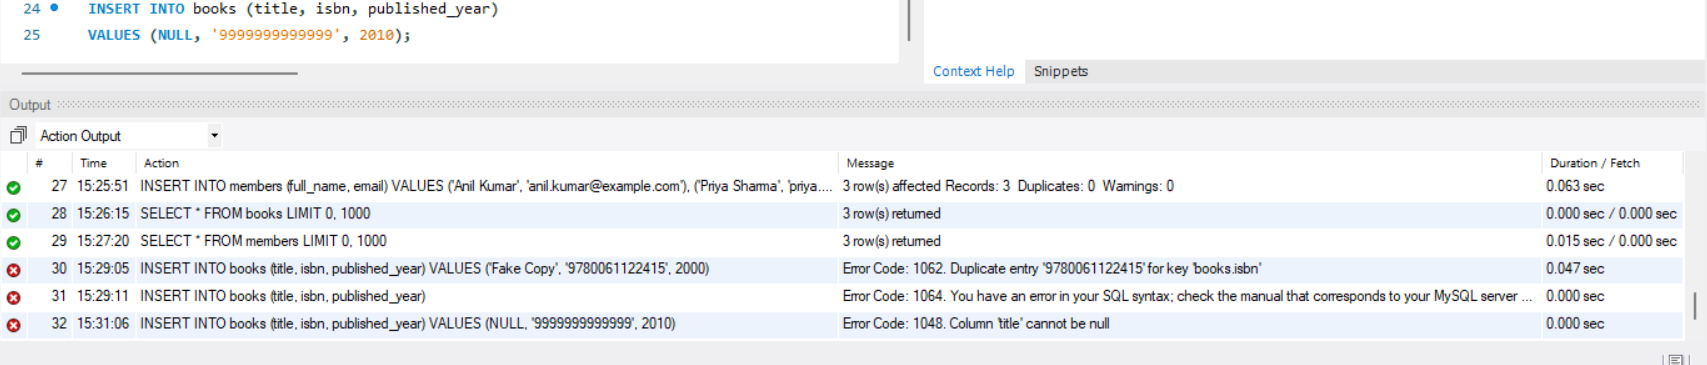 24 INSERT INTO books (title, isbn, published_year)
25 VALUES (NULL, '9999999999999', 2010);
Context Help Snippets
Output
Action Output
# Time Action Message Duration / Fetch
27 15:25:51 INSERT INTO members (full_name, email) VALUES ('Anil Kumar', 'anil.kumar@example.com'), ('Priya Sharma', 'priya.... 3 row(s) affected Records: 3 Duplicates: 0 Warnings: 0 0.063 sec
28 15:26:15 SELECT * FROM books LIMIT 0, 1000 3 row(s) returned 0.000 sec / 0.000 sec
29 15:27:20 SELECT * FROM members LIMIT 0, 1000 3 row(s) returned 0.015 sec / 0.000 sec
30 15:29:05 INSERT INTO books (title, isbn, published_year) VALUES ('Fake Copy', '9780061122415', 2000) Error Code: 1062. Duplicate entry '9780061122415' for key 'books.isbn' 0.047 sec
31 15:29:11 INSERT INTO books (title, isbn, published_year) Error Code: 1064. You have an error in your SQL syntax; check the manual that corresponds to your MySQL server ... 0.000 sec
32 15:31:06 INSERT INTO books (title, isbn, published_year) VALUES (NULL, '9999999999999', 2010) Error Code: 1048. Column 'title' cannot be null 0.000 sec